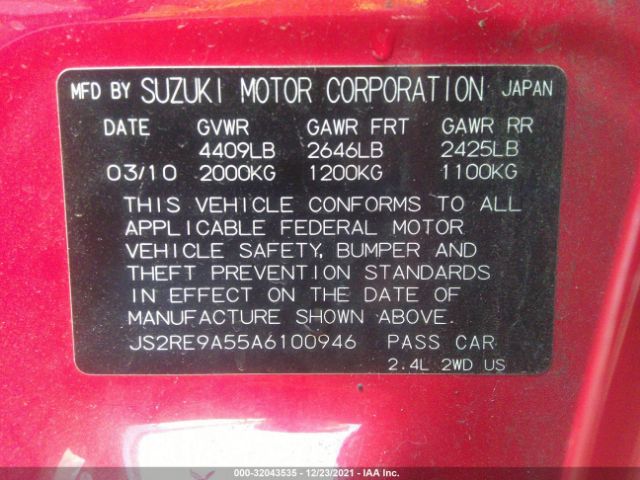 MFD BY SUZUKI MOTOR CORPORATION JAPAN
DATE GVWR GAWR FRT GAWR RR
4409LB 2646LB 2425LB
03/10 2000KG 1200KG 1100KG
THIS VEHICLE CONFORMS TO ALL
APPLICABLE FEDERAL MOTOR
VEHICLE SAFETY, BUMPER AND
THEFT PREVENTION STANDARDS
IN EFFECT ON THE DATE OF
MANUFACTURE SHOWN ABOVE.
JS2RE9A55A6100946 PASS CAR
2.4L 2WD US
000-32043535 - 12/23/2021 - IAA Inc.